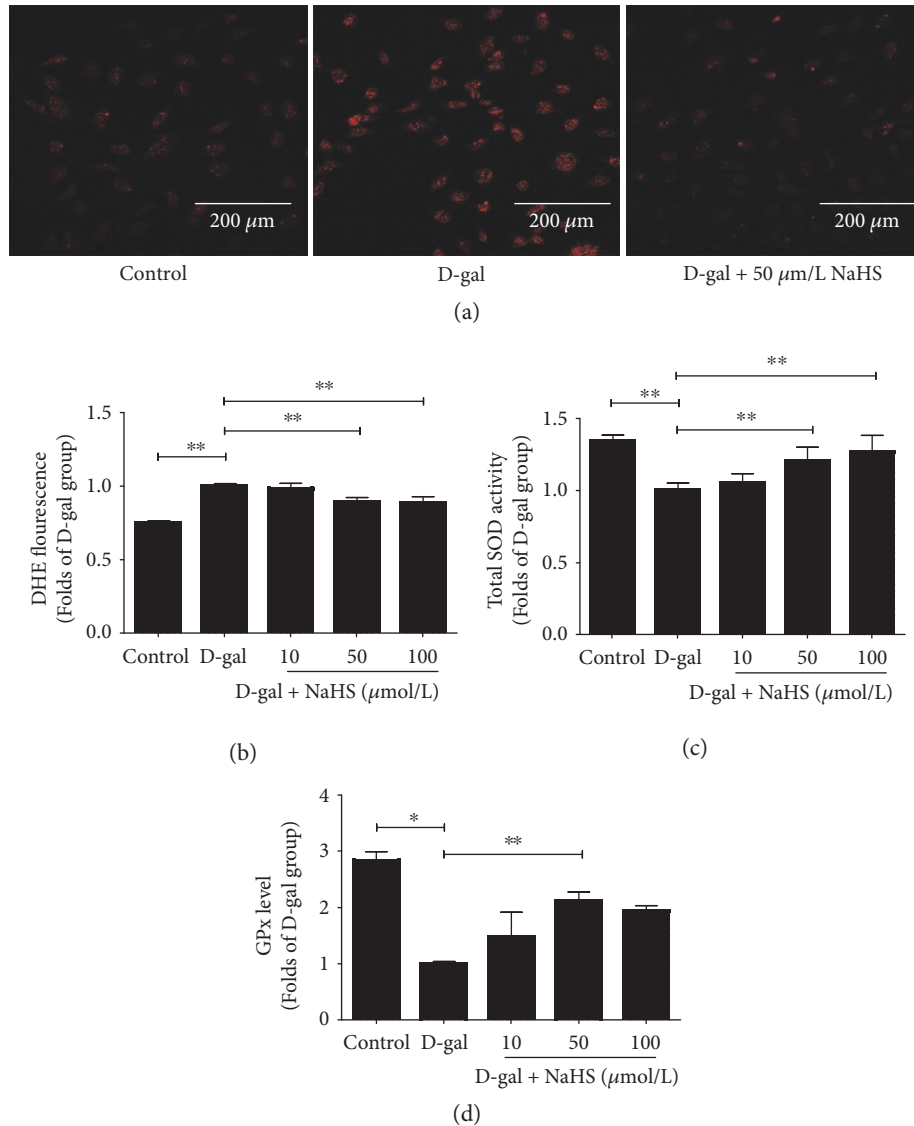 200 μm
200 μm
200 μm
Control
D-gal
D-gal + 50 μm/L NaHS
(a)
**
**
**
1.5
1.0
0.5
0.0
DHE flourescence
(Folds of D-gal group)
Control D-gal 10 50 100
D-gal + NaHS (μmol/L)
(b)
**
**
**
1.5
1.0
0.5
0.0
Total SOD activity
(Folds of D-gal group)
Control D-gal 10 50 100
D-gal + NaHS (μmol/L)
(c)
*
**
4
3
2
1
0
GPx level
(Folds of D-gal group)
Control D-gal 10 50 100
D-gal + NaHS (μmol/L)
(d)